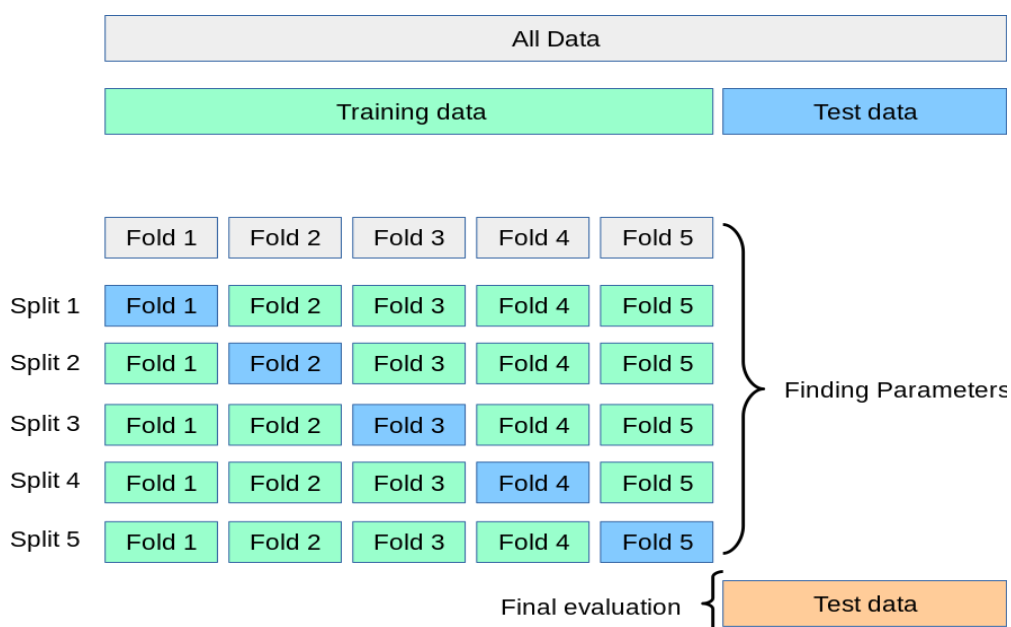 All Data
Training data Test data
Fold 1 Fold 2 Fold 3 Fold 4 Fold 5
Split 1 Fold 1 Fold 2 Fold 3 Fold 4 Fold 5
Split 2 Fold 1 Fold 2 Fold 3 Fold 4 Fold 5
Finding Parameters
Split 3 Fold 1 Fold 2 Fold 3 Fold 4 Fold 5
Split 4 Fold 1 Fold 2 Fold 3 Fold 4 Fold 5
Split 5 Fold 1 Fold 2 Fold 3 Fold 4 Fold 5
Final evaluation Test data